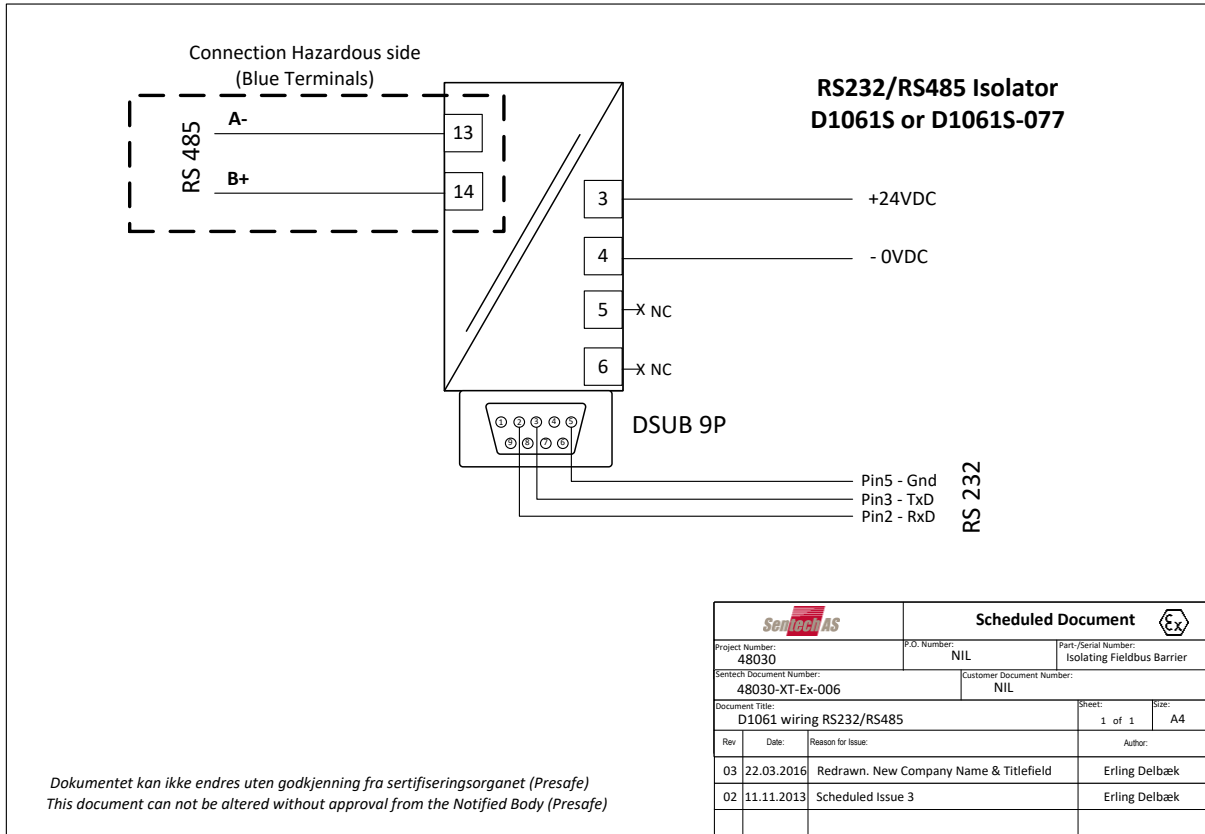 Connection Hazardous side
(Blue Terminals)
RS232/RS485 Isolator
D1061S or D1061S-077
RS 485
A-
13
B+
14
3
+24VDC
4
- 0VDC
5
X NC
6
X NC
DSUB 9P
1 2 3 4 5
9 8 7 6
Pin5 - Gnd
Pin3 - TxD
Pin2 - RxD
RS 232
Sentech AS
Scheduled Document
Ex
Project Number:
48030
P.O. Number:
NIL
Part-/Serial Number:
Isolating Fieldbus Barrier
Sentech Document Number:
48030-XT-Ex-006
Customer Document Number:
NIL
Document Title:
D1061 wiring RS232/RS485
Sheet:
1 of 1
Size:
A4
Rev Date: Reason for Issue: Author:
03 22.03.2016 Redrawn. New Company Name & Titlefield Erling Delbæk
02 11.11.2013 Scheduled Issue 3 Erling Delbæk
Dokumentet kan ikke endres uten godkjenning fra sertifiseringsorganet (Presafe)
This document can not be altered without approval from the Notified Body (Presafe)